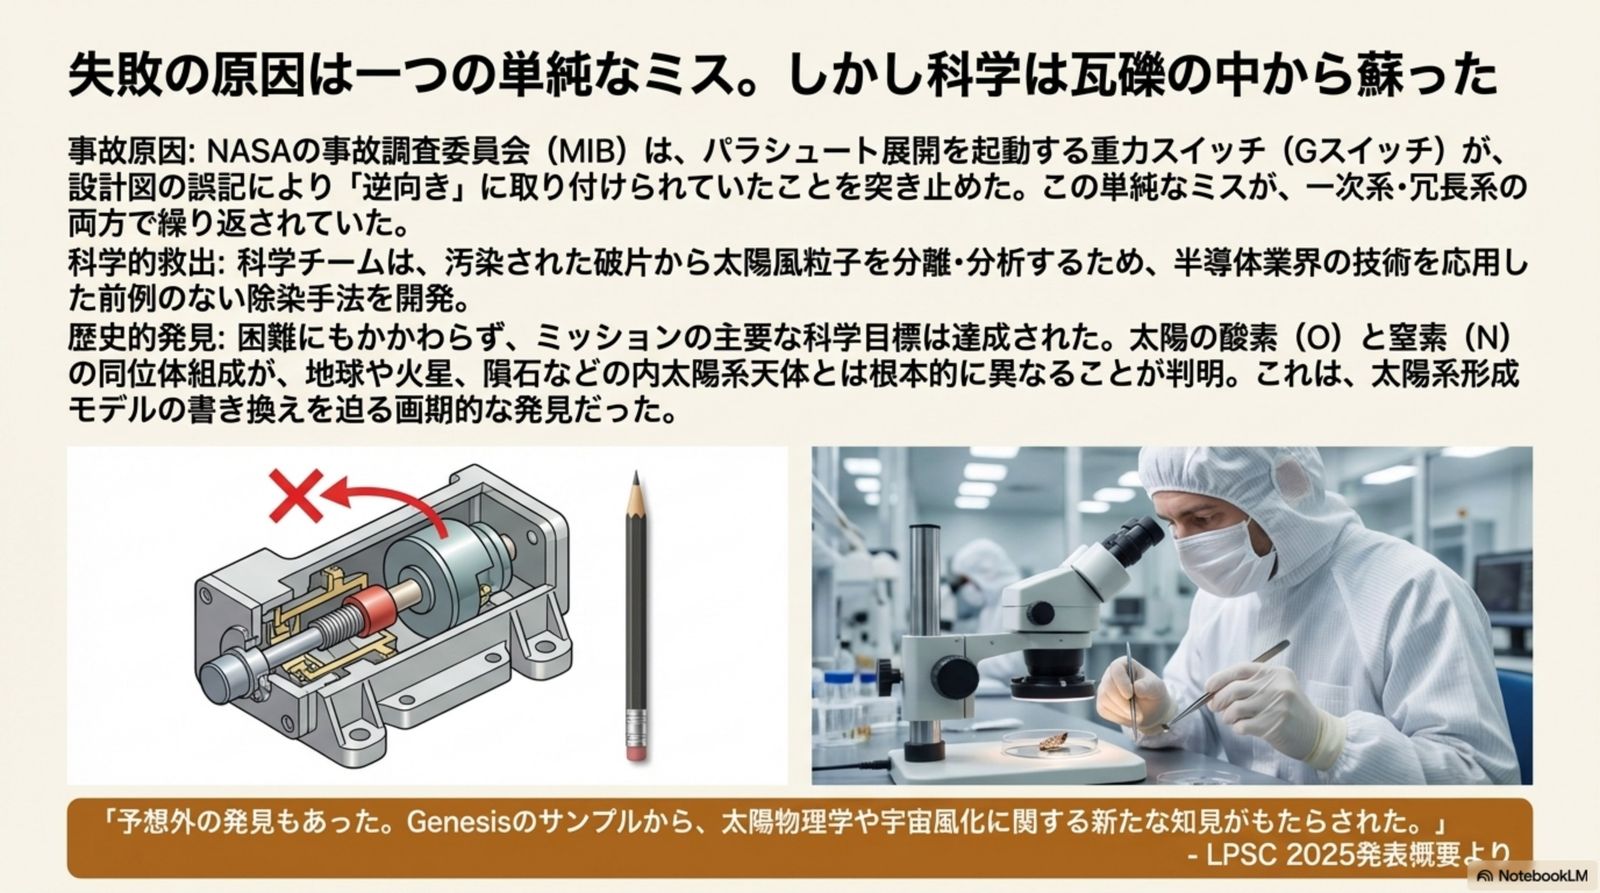 失敗の原因は一つの単純なミス。しかし科学は瓦礫の中から蘇った
事故原因: NASAの事故調査委員会（MIB）は、パラシュート展開を起動する重力スイッチ（Gスイッチ）が、
設計図の誤記により「逆向き」に取り付けられていたことを突き止めた。この単純なミスが、一次系・冗長系の
両方で繰り返されていた。
科学的救出: 科学チームは、汚染された破片から太陽風粒子を分離・分析するため、半導体業界の技術を応用し
た前例のない除染手法を開発。
歴史的発見: 困難にもかかわらず、ミッションの主要な科学目標は達成された。太陽の酸素（O）と窒素（N）
の同位体組成が、地球や火星、隕石などの内太陽系天体とは根本的に異なることが判明。これは、太陽系形成
モデルの書き換えを迫る画期的な発見だった。
「予想外の発見もあった。Genesisのサンプルから、太陽物理学や宇宙風化に関する新たな知見がもたらされた。」
- LPSC 2025発表概要より
NotebookLM